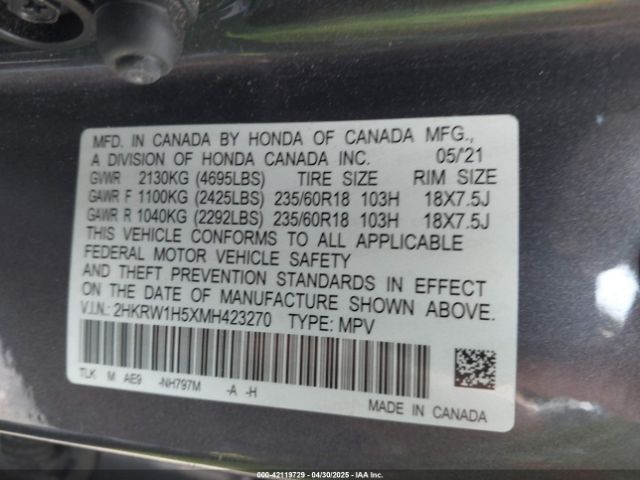 MFD. IN CANADA BY HONDA OF CANADA MFG.,
A DIVISION OF HONDA CANADA INC. 05/'21
GVWR 2130KG (4695LBS) TIRE SIZE RIM SIZE
GAWR F 1100KG (2425LBS) 235/60R18 103H 18X7.5J
GAWR R 1040KG (2292LBS) 235/60R18 103H 18X7.5J
THIS VEHICLE CONFORMS TO ALL APPLICABLE
FEDERAL MOTOR VEHICLE SAFETY
AND THEFT PREVENTION STANDARDS IN EFFECT
ON THE DATE OF MANUFACTURE SHOWN ABOVE.
V.I.N.: 2HKRW1H5XMH423270 TYPE: MPV
TLK M AE9 -NH797M -A -H
MADE IN CANADA
000-42119729 - 04/30/2025 - IAA Inc.